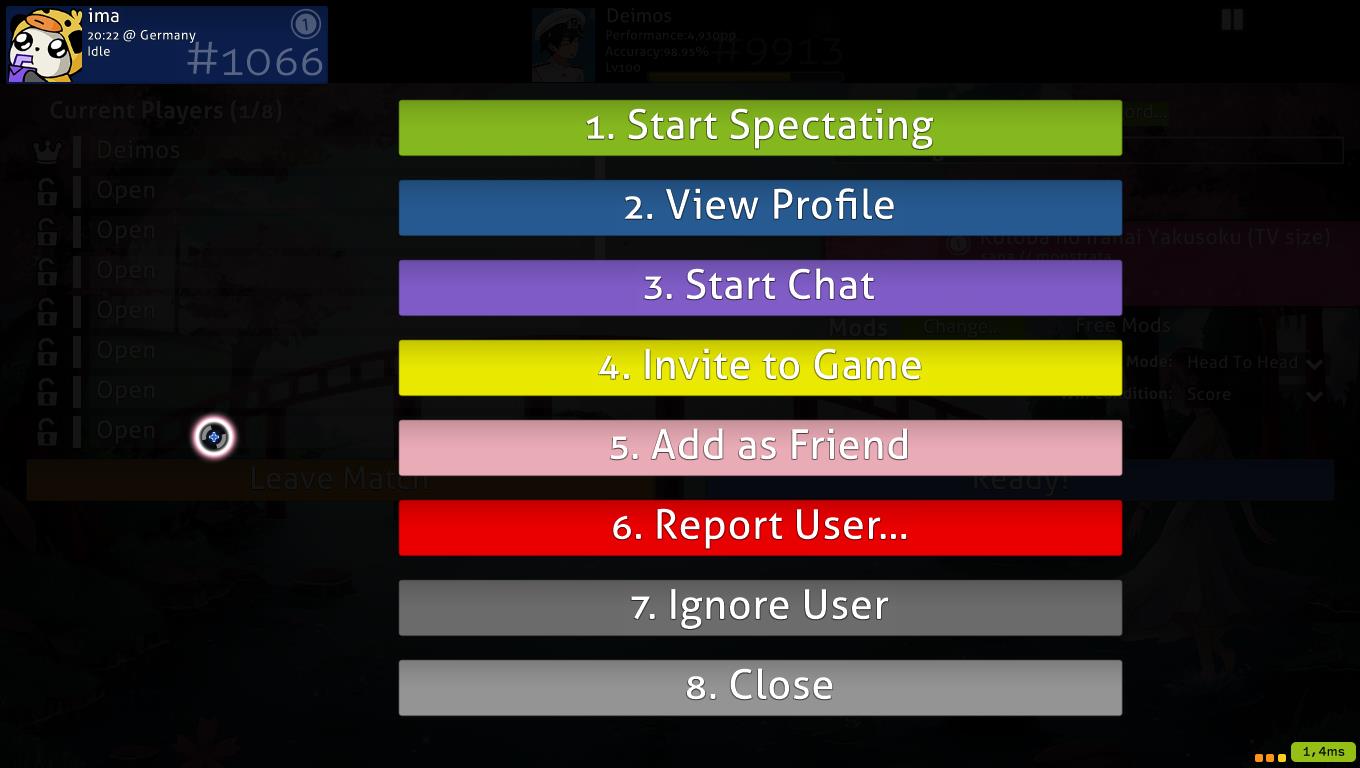 ima
20:22 @ Germany
Idle
1
#1066
Deimos
Performance:4,930pp
Accuracy:98.95%
Lv100
#9913
Current Players (1/8)
Deimos
Open
Open
Open
Open
Open
Open
Open
1. Start Spectating
2. View Profile
3. Start Chat
4. Invite to Game
5. Add as Friend
6. Report User...
7. Ignore User
8. Close
Kotoba no Iranai Yakusoku (TV size)
sana // monstrata
Mods
Change...
Free Mods
Mode: Head To Head
Score
Leave Match
Ready!
1,4ms